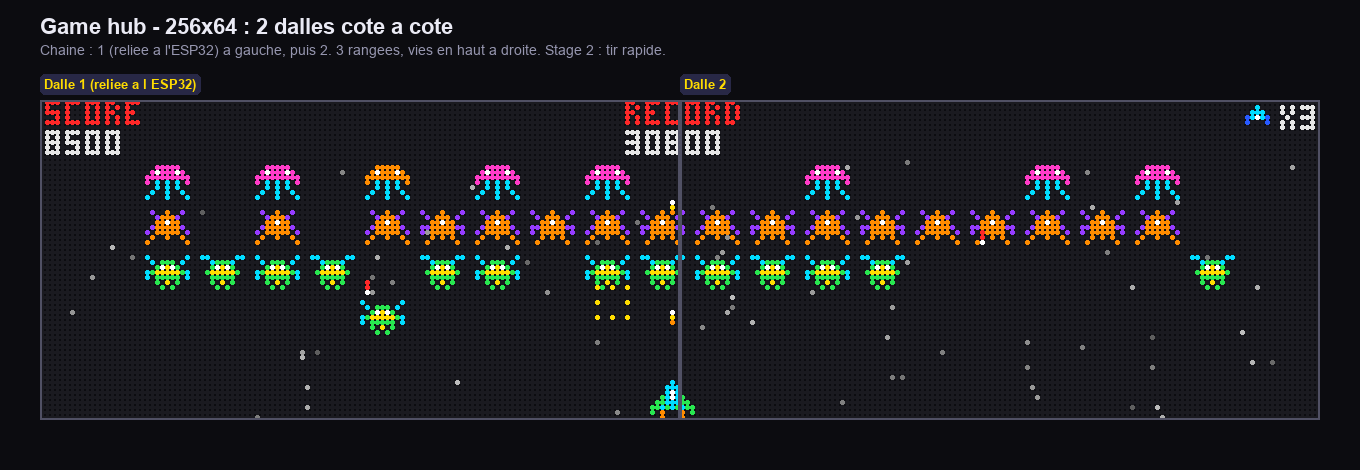 Game hub - 256x64 : 2 dalles cote a cote
Chaine : 1 (reliee a l'ESP32) a gauche, puis 2. 3 rangees, vies en haut a droite. Stage 2 : tir rapide.
Dalle 1 (reliee a l ESP32)
Dalle 2
SCORE
RECORD
X3
8500
30000